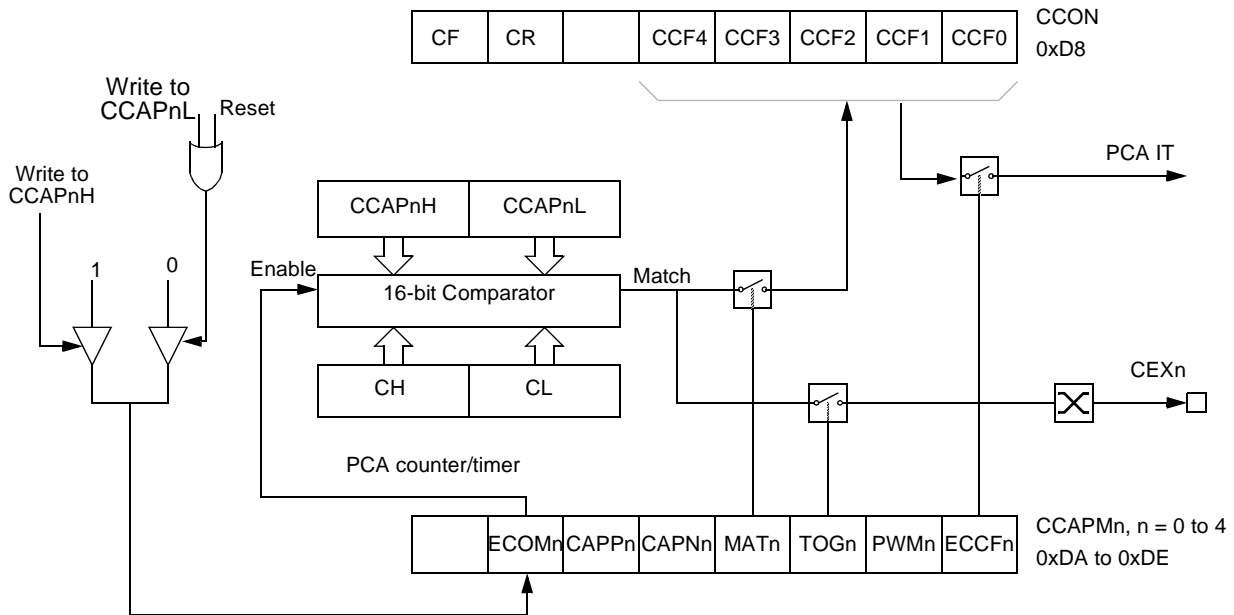 CF CR CCF4 CCF3 CCF2 CCF1 CCF0
CCON
0xD8
Write to
CCAPnL
Reset
Write to
CCAPnH
PCA IT
CCAPnH CCAPnL
1
0
Enable
16-bit Comparator
Match
CH CL
CEXn
PCA counter/timer
ECOMn CAPPn CAPNn MATn TOGn PWMn ECCFn
CCAPMn, n = 0 to 4
0xDA to 0xDE